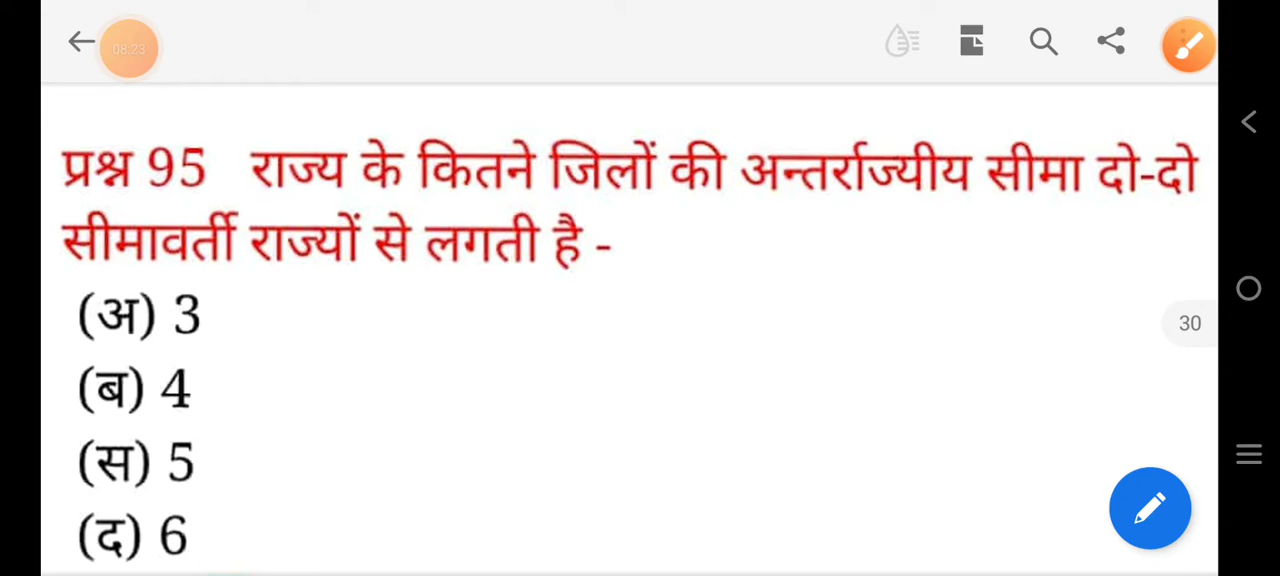 08:23
प्रश्न 95 राज्य के कितने जिलों की अन्तर्राज्यीय सीमा दो-दो
सीमावर्ती राज्यों से लगती है -
(अ) 3
30
(ब) 4
(स) 5
(द) 6